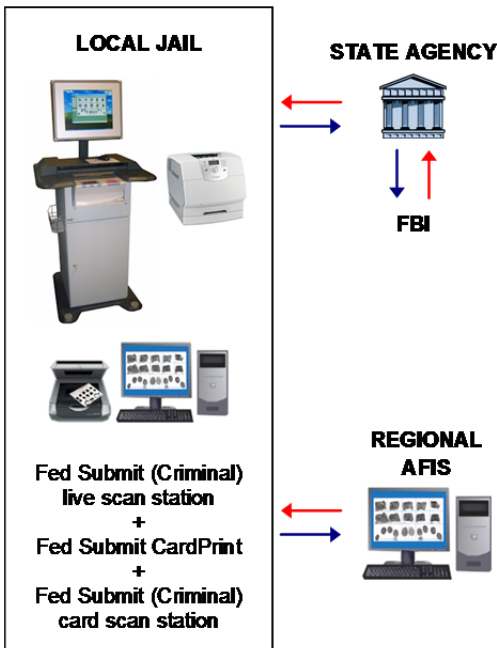 LOCAL JAIL
STATE AGENCY
FBI
Fed Submit (Criminal)
live scan station
+
Fed Submit CardPrint
+
Fed Submit (Criminal)
card scan station
REGIONAL
AFIS